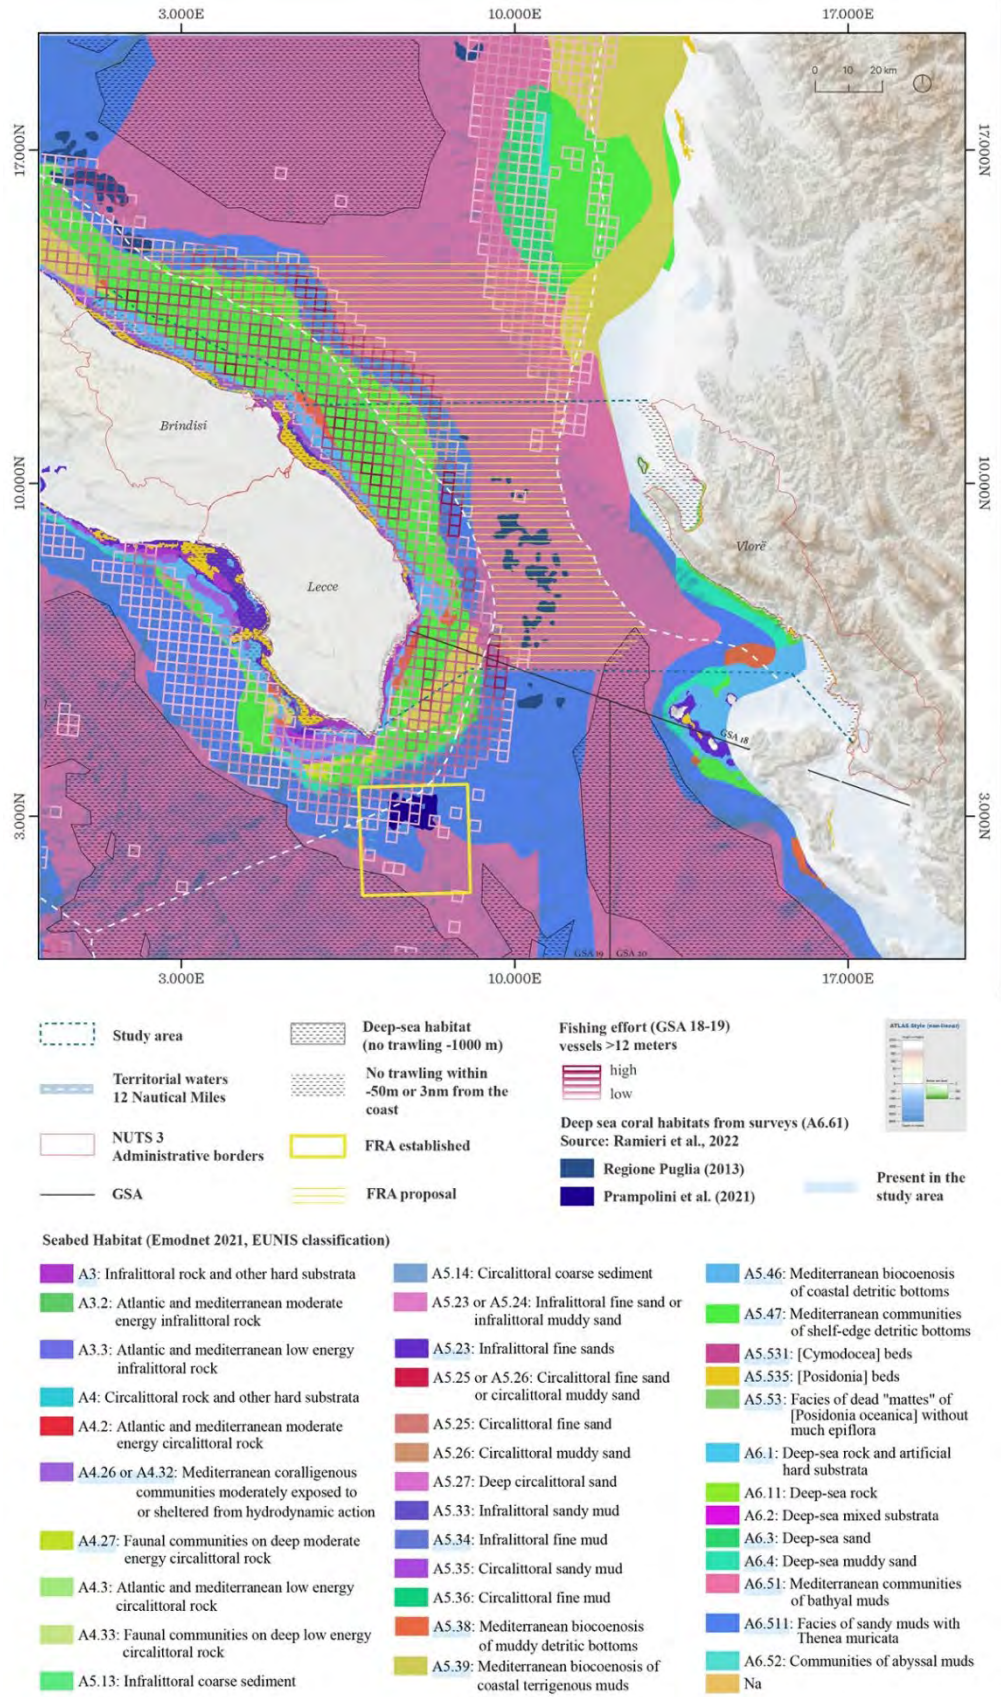 3.000E
10.000E
17.000E
0 10 20 km
17.000N
17.000N
Brindisi
10.000N
10.000N
Vlorë
Lecce
GSA 18
3.000N
3.000N
GSA 19
GSA 20
3.000E
10.000E
17.000E
Study area
Territorial waters
12 Nautical Miles
NUTS 3
Administrative borders
GSA
Deep-sea habitat
(no trawling -1000 m)
No trawling within
-50m or 3nm from the
coast
FRA established
FRA proposal
Fishing effort (GSA 18-19)
vessels >12 meters
high
low
Deep sea coral habitats from surveys (A6.61)
Source: Ramieri et al., 2022
Regione Puglia (2013)
Prampolini et al. (2021)
ATLAS Style (non-linear)
Present in the
study area
Seabed Habitat (Emodnet 2021, EUNIS classification)
A3: Infralittoral rock and other hard substrata
A3.2: Atlantic and mediterranean moderate
energy infralittoral rock
A3.3: Atlantic and mediterranean low energy
infralittoral rock
A4: Circalittoral rock and other hard substrata
A4.2: Atlantic and mediterranean moderate
energy circalittoral rock
A4.26 or A4.32: Mediterranean coralligenous
communities moderately exposed to
or sheltered from hydrodynamic action
A4.27: Faunal communities on deep moderate
energy circalittoral rock
A4.3: Atlantic and mediterranean low energy
circalittoral rock
A4.33: Faunal communities on deep low energy
circalittoral rock
A5.13: Infralittoral coarse sediment
A5.14: Circalittoral coarse sediment
A5.23 or A5.24: Infralittoral fine sand or
infralittoral muddy sand
A5.23: Infralittoral fine sands
A5.25 or A5.26: Circalittoral fine sand
or circalittoral muddy sand
A5.25: Circalittoral fine sand
A5.26: Circalittoral muddy sand
A5.27: Deep circalittoral sand
A5.33: Infralittoral sandy mud
A5.34: Infralittoral fine mud
A5.35: Circalittoral sandy mud
A5.36: Circalittoral fine mud
A5.38: Mediterranean biocoenosis
of muddy detritic bottoms
A5.39: Mediterranean biocoenosis of
coastal terrigenous muds
A5.46: Mediterranean biocoenosis
of coastal detritic bottoms
A5.47: Mediterranean communities
of shelf-edge detritic bottoms
A5.531: [Cymodocea] beds
A5.535: [Posidonia] beds
A5.53: Facies of dead "mattes" of
[Posidonia oceanica] without
much epiflora
A6.1: Deep-sea rock and artificial
hard substrata
A6.11: Deep-sea rock
A6.2: Deep-sea mixed substrata
A6.3: Deep-sea sand
A6.4: Deep-sea muddy sand
A6.51: Mediterranean communities
of bathyal muds
A6.511: Facies of sandy muds with
Thenea muricata
A6.52: Communities of abyssal muds
Na